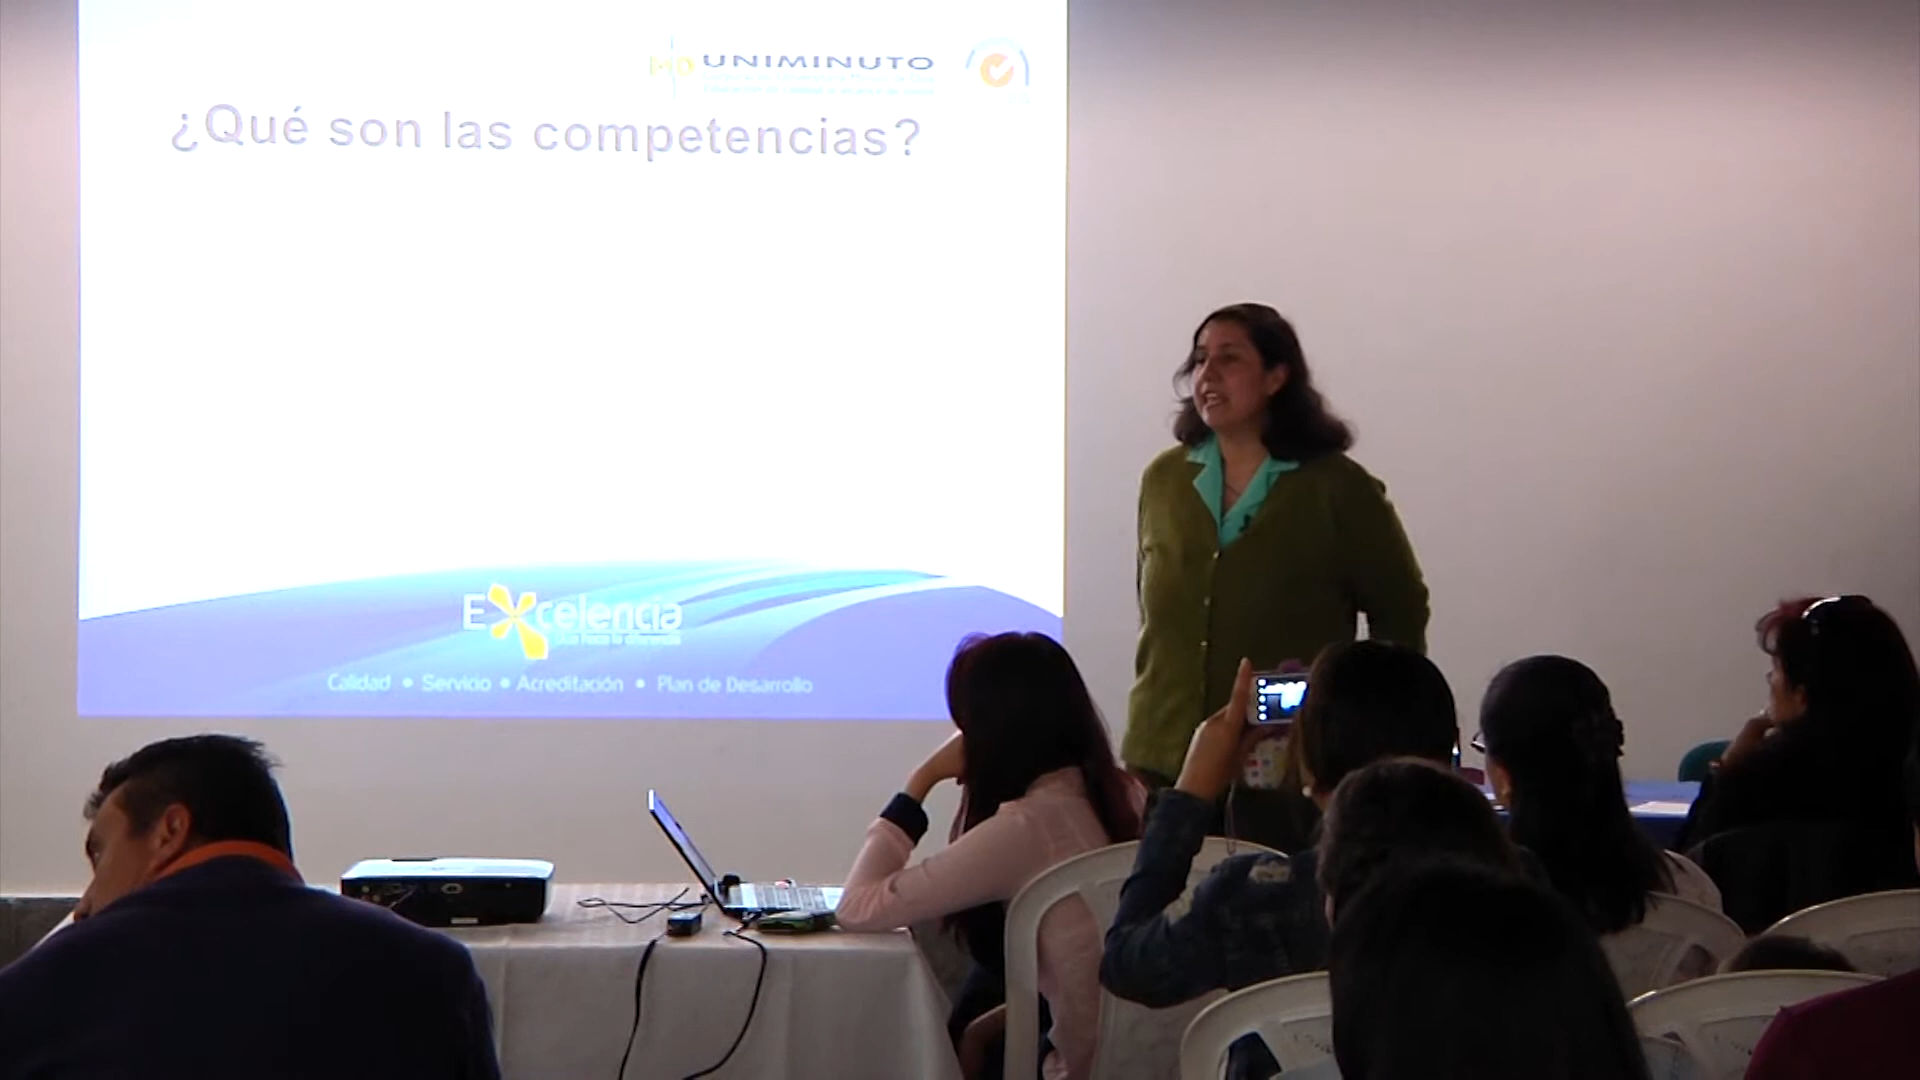 UNIMINUTO
¿Qué son las competencias?
Excelencia
Calidad • Servicio • Acreditación • Plan de Desarrollo